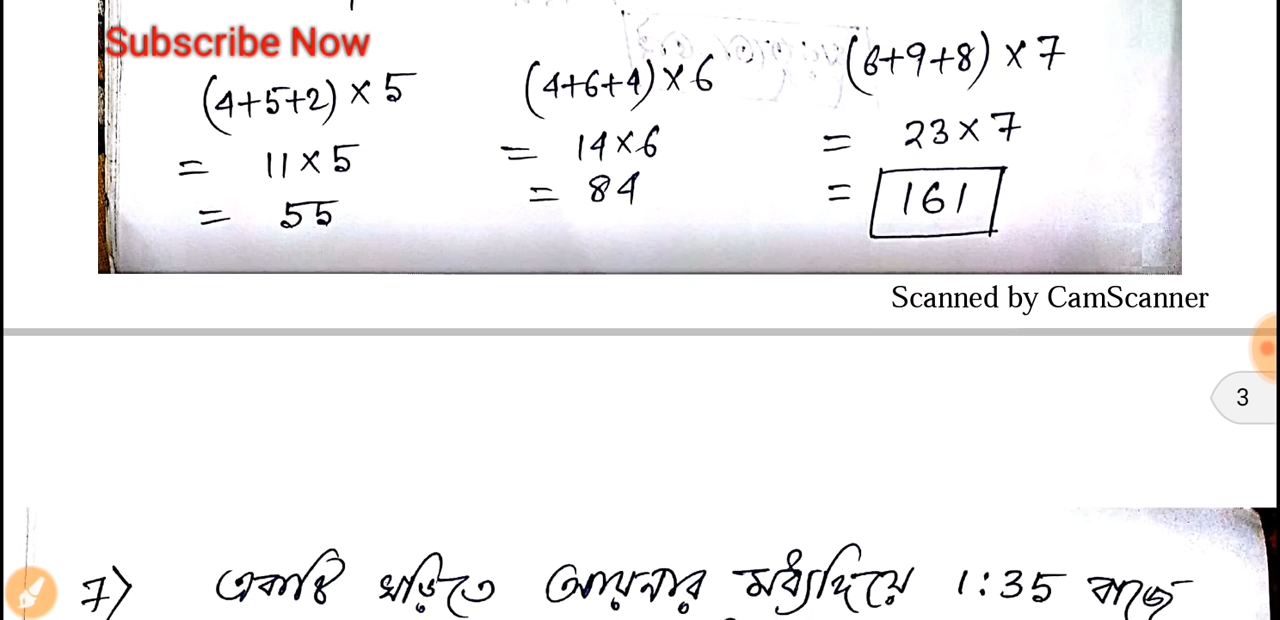 Subscribe Now
(4+5+2) × 5
= 11 × 5
= 55
(4+6+4) × 6
= 14 × 6
= 84
(6+9+8) × 7
= 23 × 7
= 161
Scanned by CamScanner
3
7) একটি ঘড়িতে আয়নার মধ্যদিয়ে 1:35 বাজে